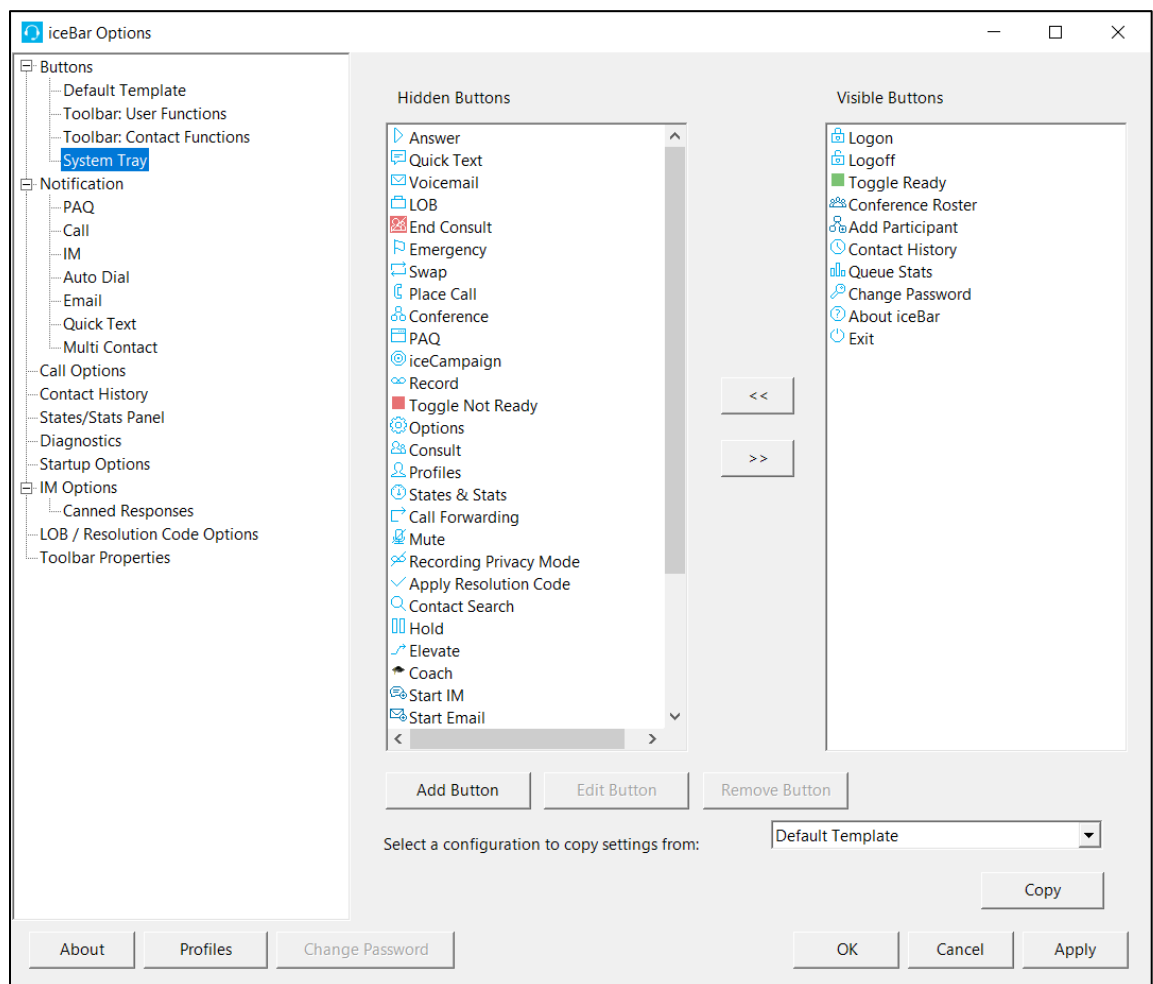 iceBar Options
Buttons
Default Template
Toolbar: User Functions
Toolbar: Contact Functions
System Tray
Notification
PAQ
Call
IM
Auto Dial
Email
Quick Text
Multi Contact
Call Options
Contact History
States/Stats Panel
Diagnostics
Startup Options
IM Options
Canned Responses
LOB / Resolution Code Options
Toolbar Properties
Hidden Buttons
Answer
Quick Text
Voicemail
LOB
End Consult
Emergency
Swap
Place Call
Conference
PAQ
iceCampaign
Record
Toggle Not Ready
Options
Consult
Profiles
States & Stats
Call Forwarding
Mute
Recording Privacy Mode
Apply Resolution Code
Contact Search
Hold
Elevate
Coach
Start IM
Start Email
<<
>>
Visible Buttons
Logon
Logoff
Toggle Ready
Conference Roster
Add Participant
Contact History
Queue Stats
Change Password
About iceBar
Exit
Add Button
Edit Button
Remove Button
Select a configuration to copy settings from:
Default Template
Copy
About
Profiles
Change Password
OK
Cancel
Apply